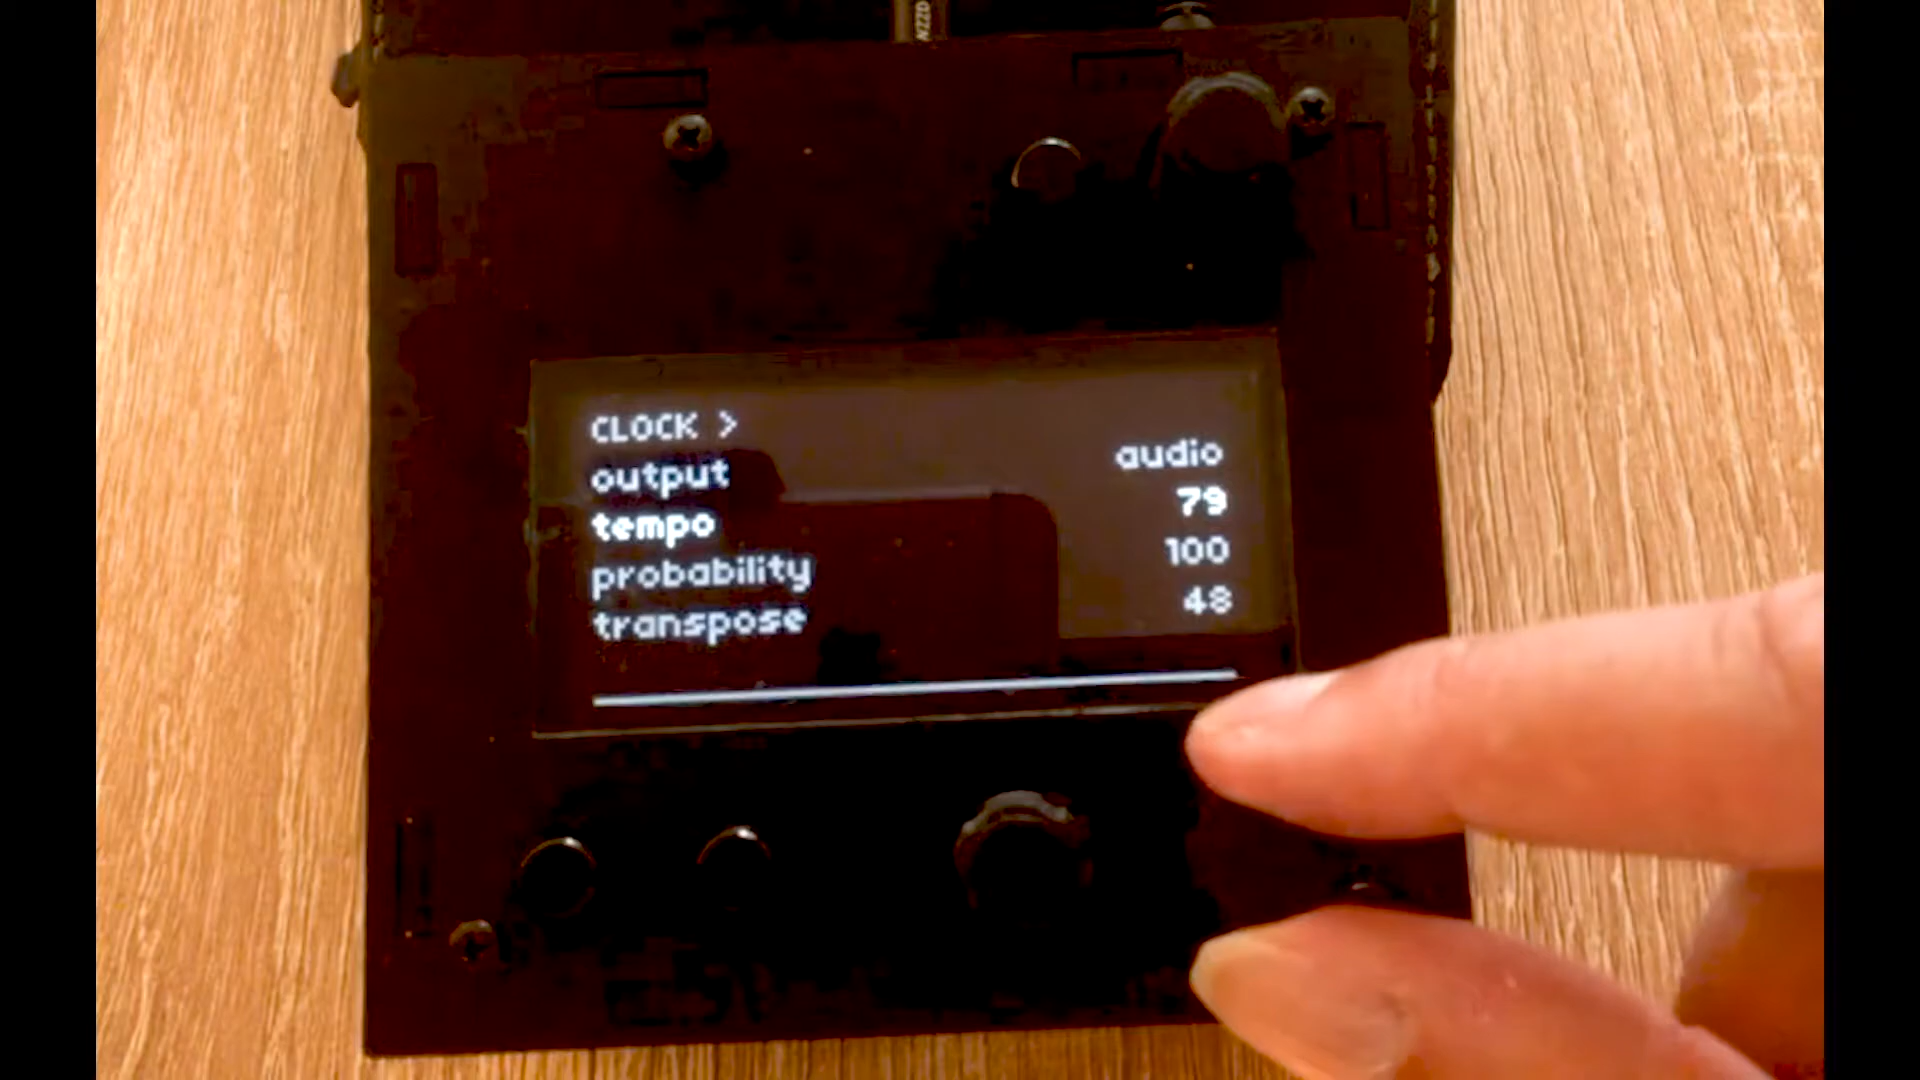 CLOCK >
output audio
tempo 79
probability 100
transpose 48